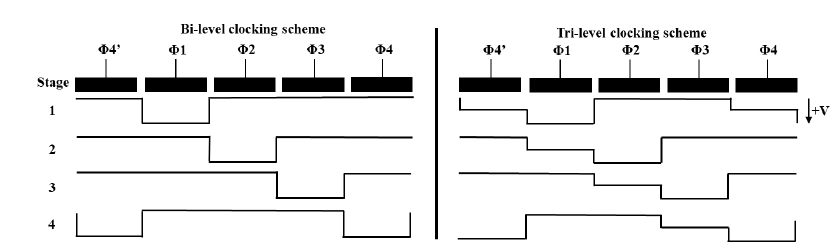 Bi-level clocking scheme
Tri-level clocking scheme
Φ4’ Φ1 Φ2 Φ3 Φ4
Φ4’ Φ1 Φ2 Φ3 Φ4
Stage
1
+V
2
3
4